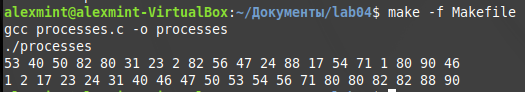 alexmint@alexmint-VirtualBox:~/Документы/lab04$ make -f Makefile
gcc processes.c -o processes
./processes
53 40 50 82 80 31 23 2 82 56 47 24 88 17 54 71 1 80 90 46
1 2 17 23 24 31 40 46 47 50 53 54 56 71 80 80 82 82 88 90